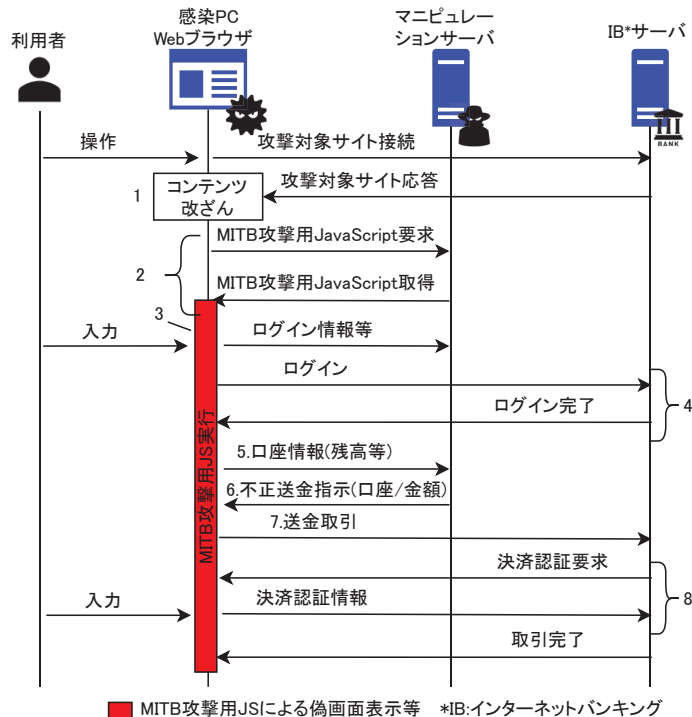 利用者
感染PC
Webブラウザ
マニピュレー
ションサーバ
IB*サーバ
BANK
操作
攻撃対象サイト接続
1
コンテンツ
改ざん
攻撃対象サイト応答
2
MITB攻撃用JavaScript要求
MITB攻撃用JavaScript取得
3
入力
ログイン情報等
ログイン
ログイン完了
4
MITB攻撃用JS実行
5.口座情報(残高等)
6.不正送金指示(口座/金額)
7.送金取引
決済認証要求
入力
決済認証情報
8
取引完了
MITB攻撃用JSによる偽画面表示等 *IB:インターネットバンキング